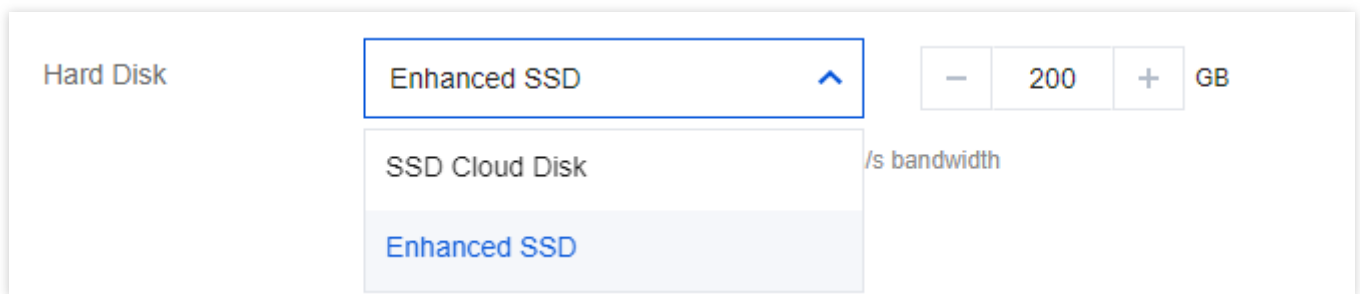 Hard Disk
Enhanced SSD
200
GB
SSD Cloud Disk
/s bandwidth
Enhanced SSD